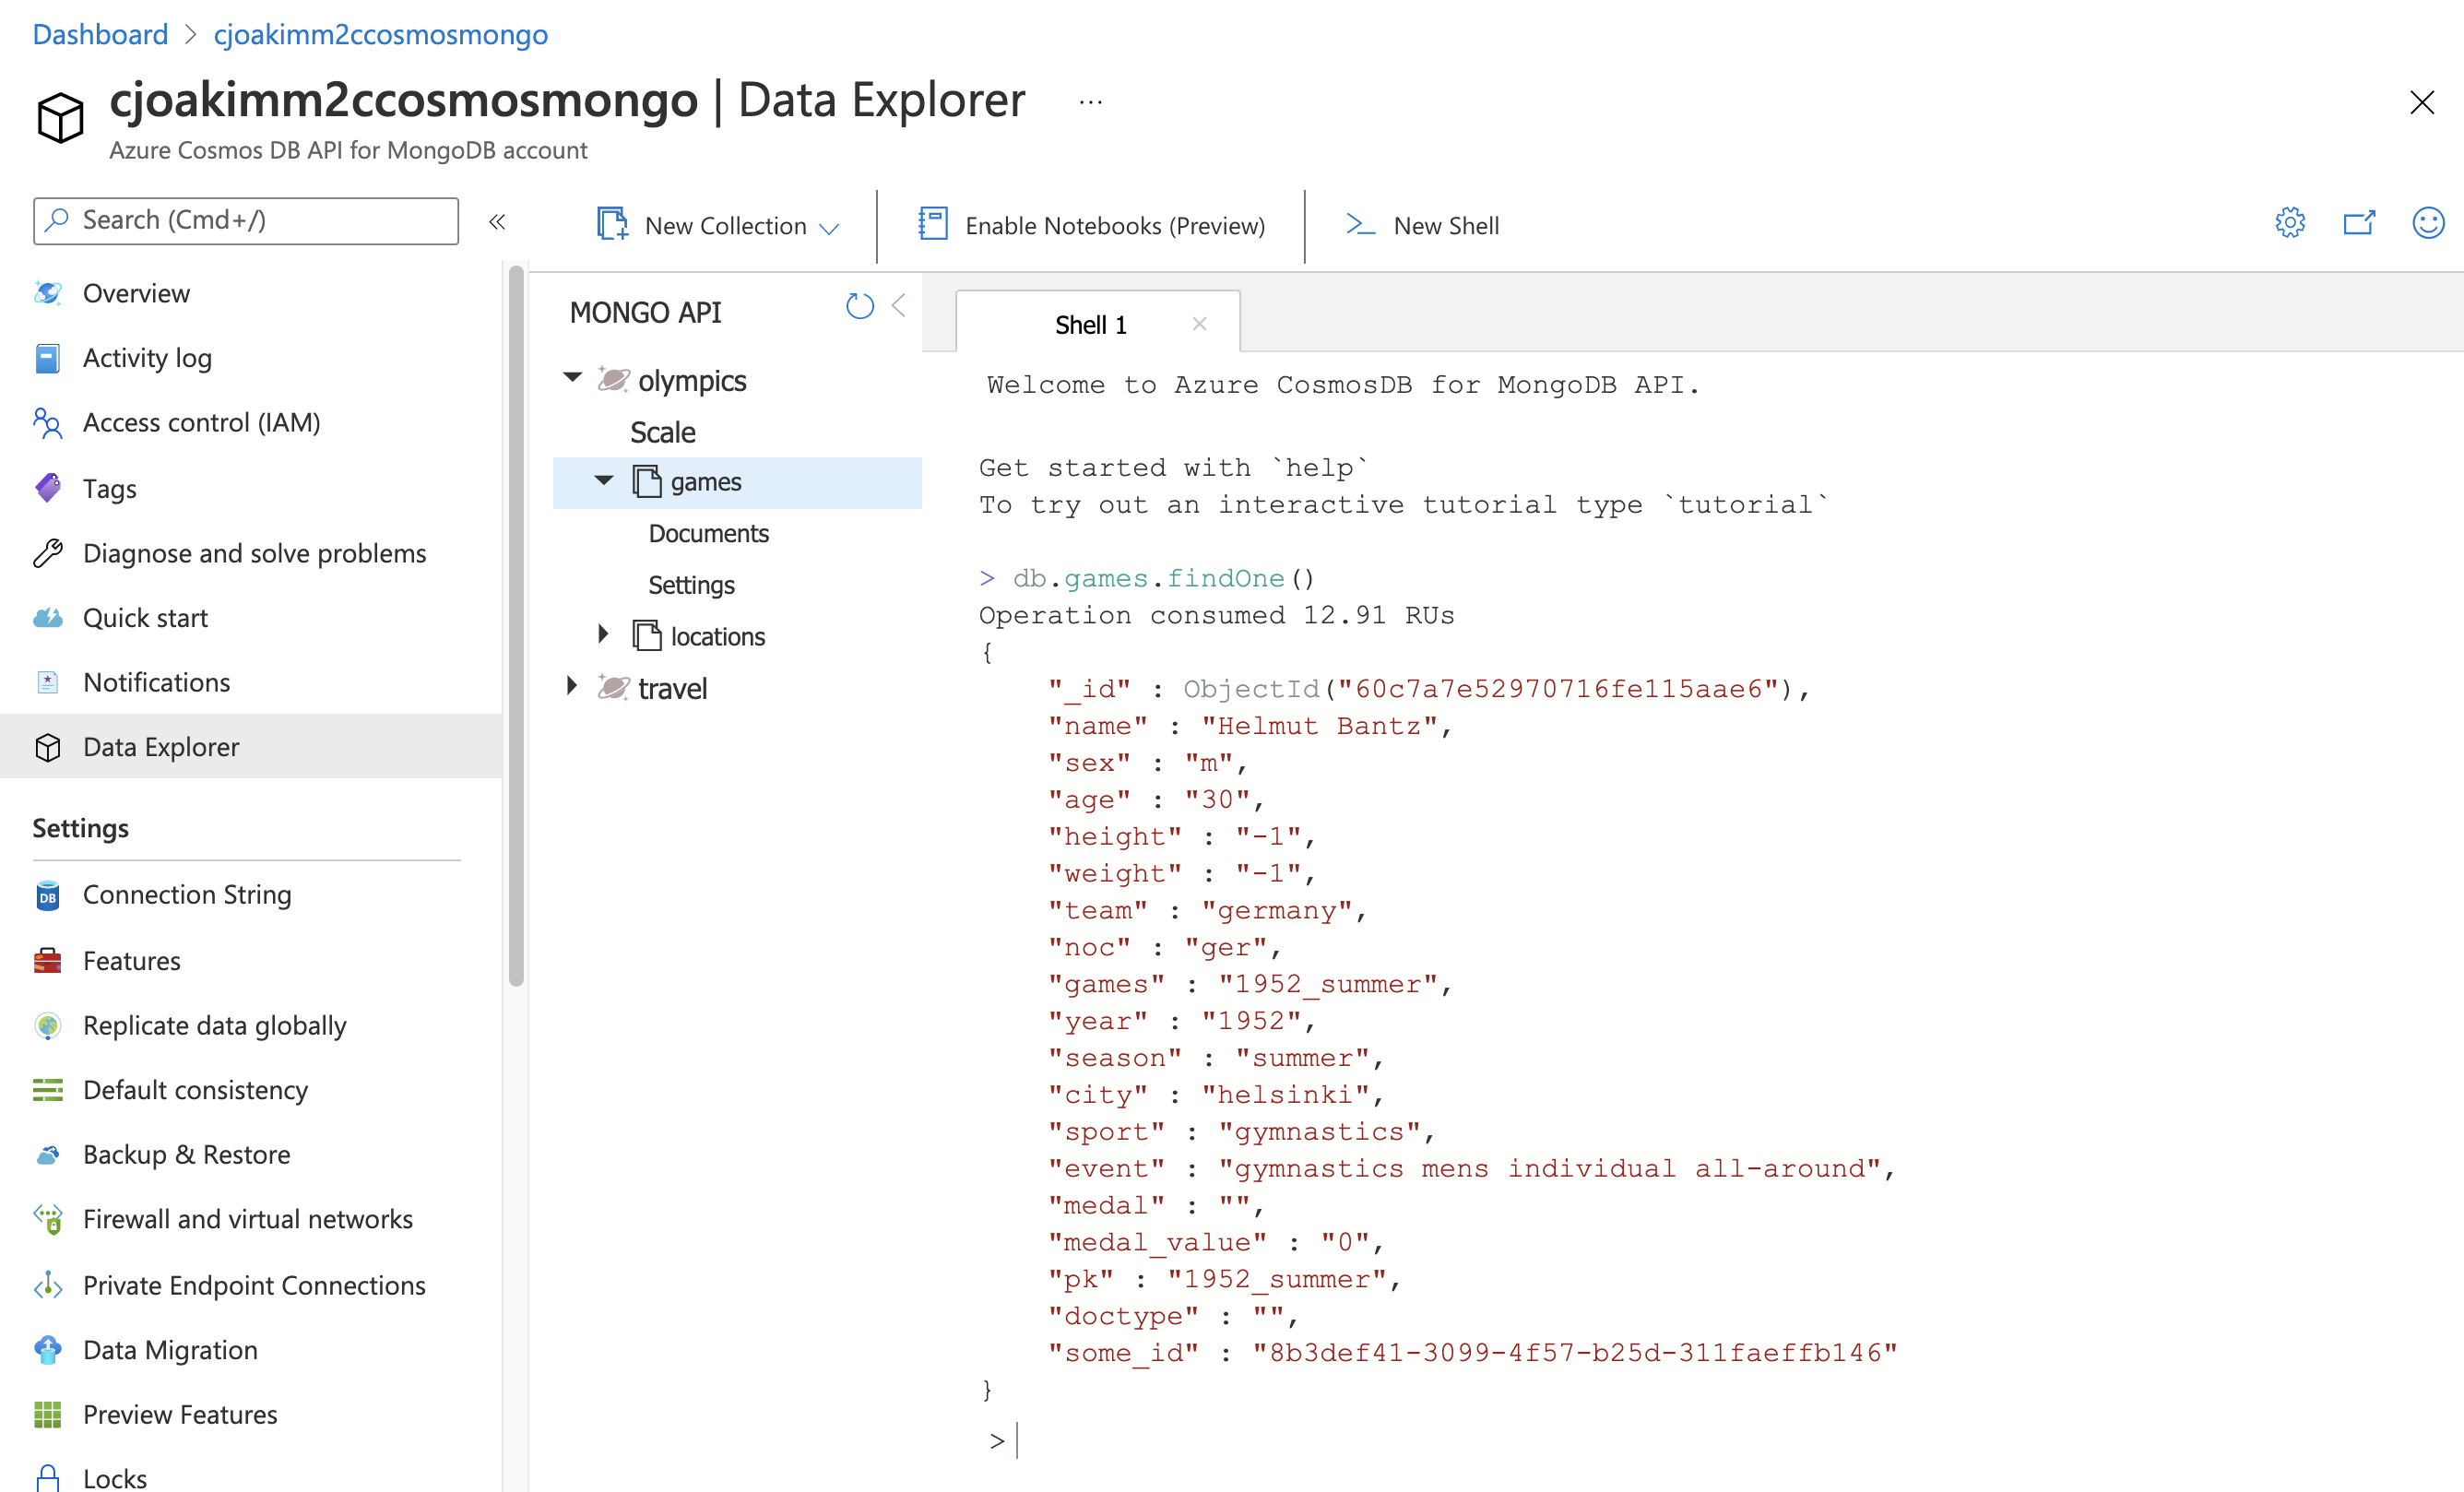 Dashboard > cjoakimm2ccosmosmongo
cjoakimm2ccosmosmongo | Data Explorer ...
Azure Cosmos DB API for MongoDB account
Search (Cmd+/)
«
New Collection
Enable Notebooks (Preview)
New Shell
Overview
Activity log
Access control (IAM)
Tags
Diagnose and solve problems
Quick start
Notifications
Data Explorer
Settings
Connection String
DB
Features
Replicate data globally
Default consistency
Backup & Restore
Firewall and virtual networks
Private Endpoint Connections
Data Migration
Preview Features
Locks
MONGO API
olympics
Scale
games
Documents
Settings
locations
travel
Shell 1
Welcome to Azure CosmosDB for MongoDB API.
Get started with `help`
To try out an interactive tutorial type `tutorial`
> db.games.findOne()
Operation consumed 12.91 RUs
{
"_id" : ObjectId("60c7a7e52970716fe115aae6"),
"name" : "Helmut Bantz",
"sex" : "m",
"age" : "30",
"height" : "-1",
"weight" : "-1",
"team" : "germany",
"noc" : "ger",
"games" : "1952_summer",
"year" : "1952",
"season" : "summer",
"city" : "helsinki",
"sport" : "gymnastics",
"event" : "gymnastics mens individual all-around",
"medal" : "",
"medal_value" : "0",
"pk" : "1952_summer",
"doctype" : "",
"some_id" : "8b3def41-3099-4f57-b25d-311faeffb146"
}
>